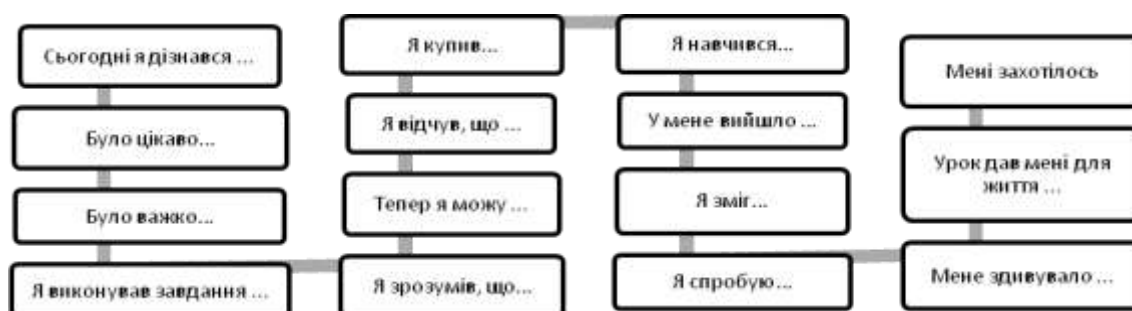 Сьогодні я дізнався ...
Було цікаво...
Було важко...
Я виконував завдання ...
Я зрозумів, що...
Тепер я можу ...
Я відчув, що ...
Я купив...
Я навчився...
У мене вийшло ...
Я зміг...
Я спробую...
Мене здивувало ...
Урок дав мені для
життя ...
Мені захотілось